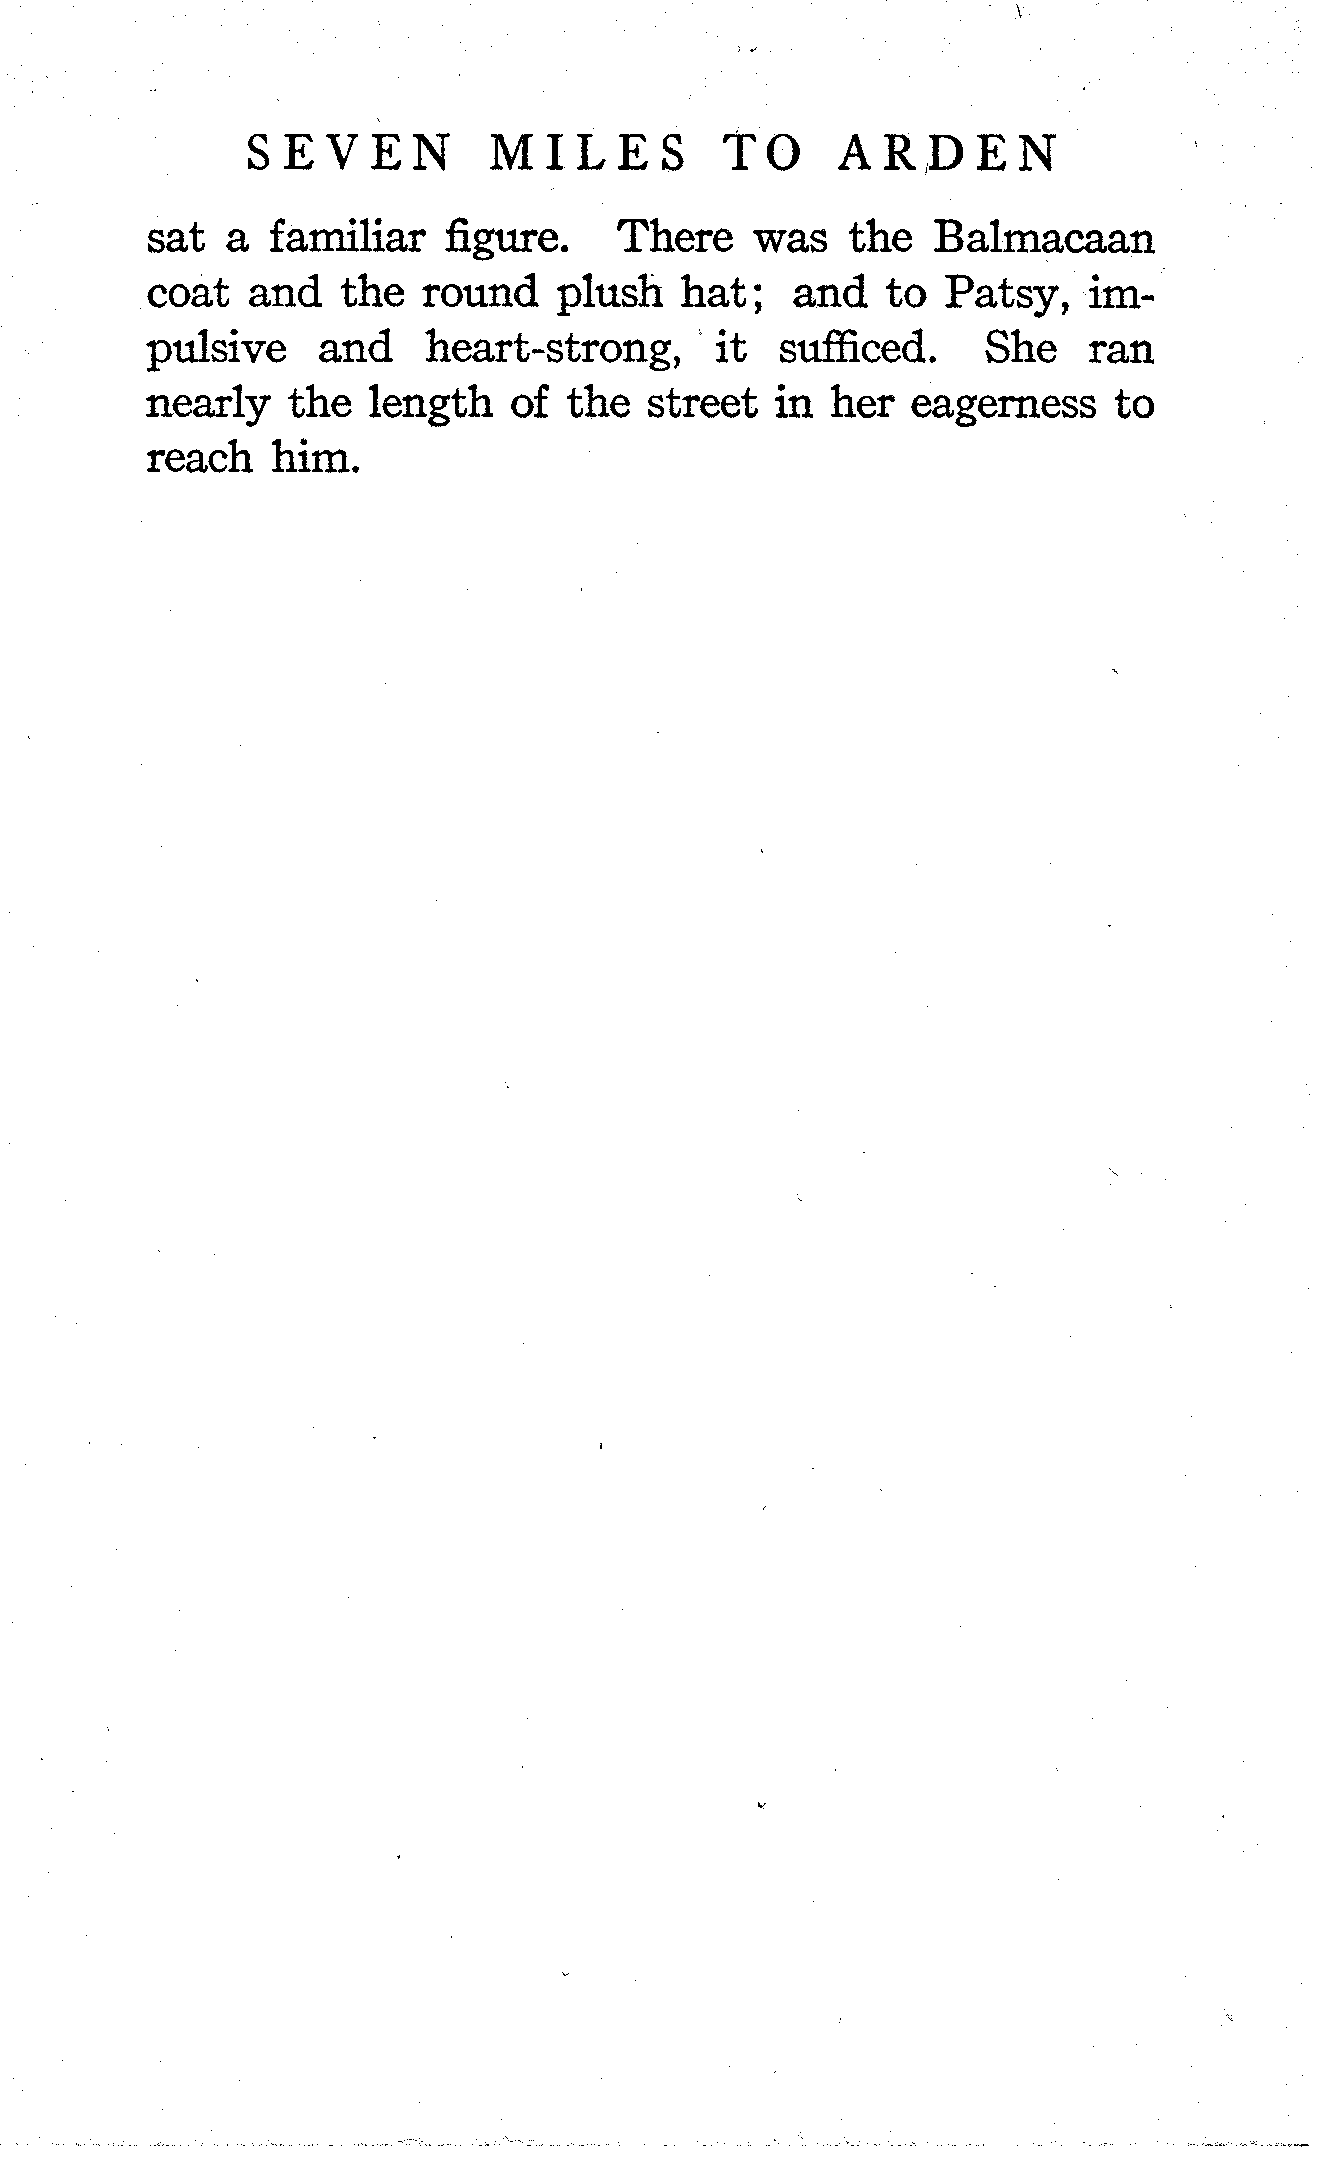 SEVEN MILES TO ARDEN
sat a familiar figure. There was the Balmacaan
coat and the round plush hat; and to Patsy, im-
pulsive and heart-strong, it sufficed. She ran
nearly the length of the street in her eagerness to
reach him.